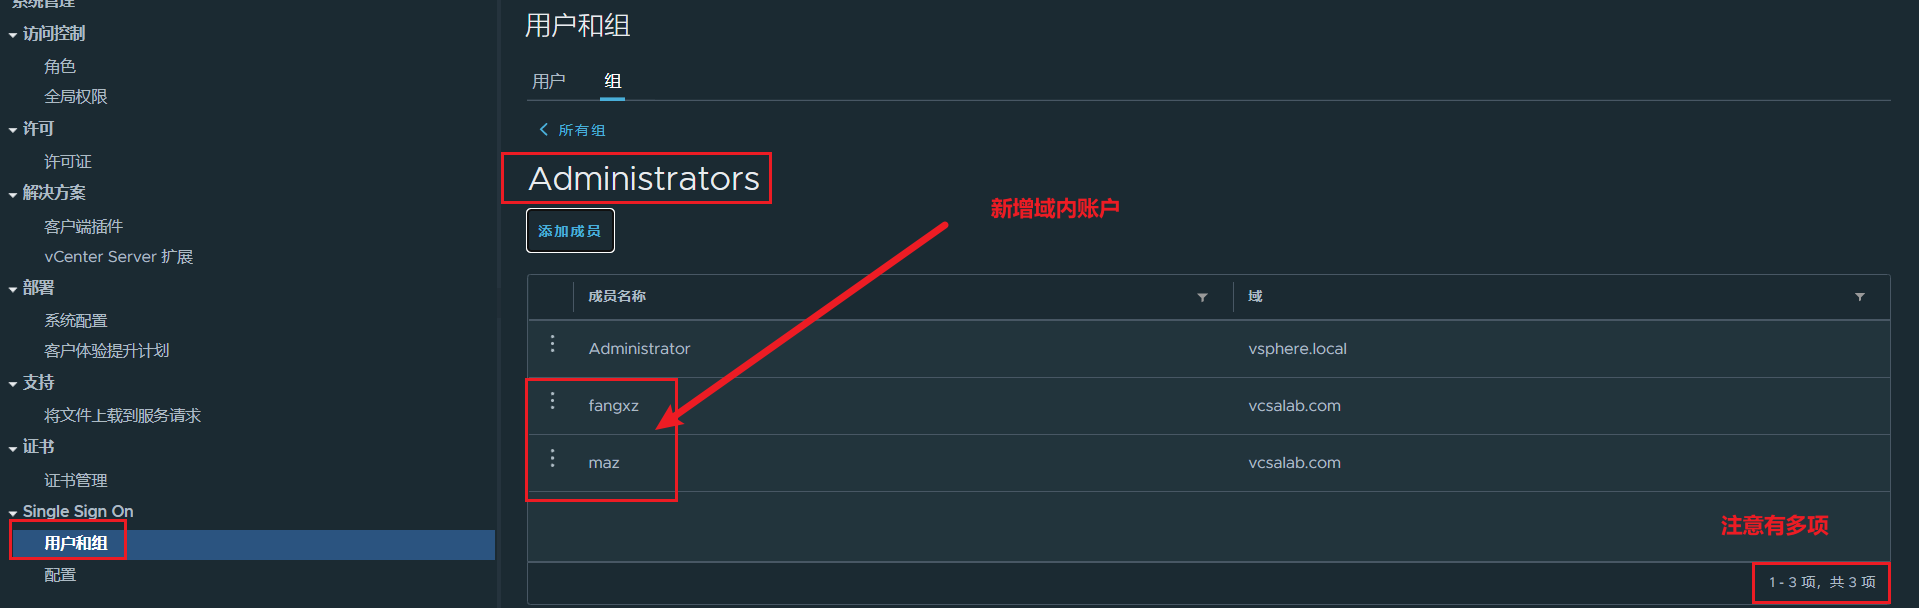 系统管理
访问控制
角色
全局权限
许可
许可证
解决方案
客户端插件
vCenter Server 扩展
部署
系统配置
客户体验提升计划
支持
将文件上载到服务请求
证书
证书管理
Single Sign On
用户和组
配置
用户和组
用户 组
所有组
Administrators
新增域内账户
添加成员
成员名称 域
Administrator vsphere.local
fangxz vcsalab.com
maz vcsalab.com
注意有多项
1 - 3 项，共 3 项